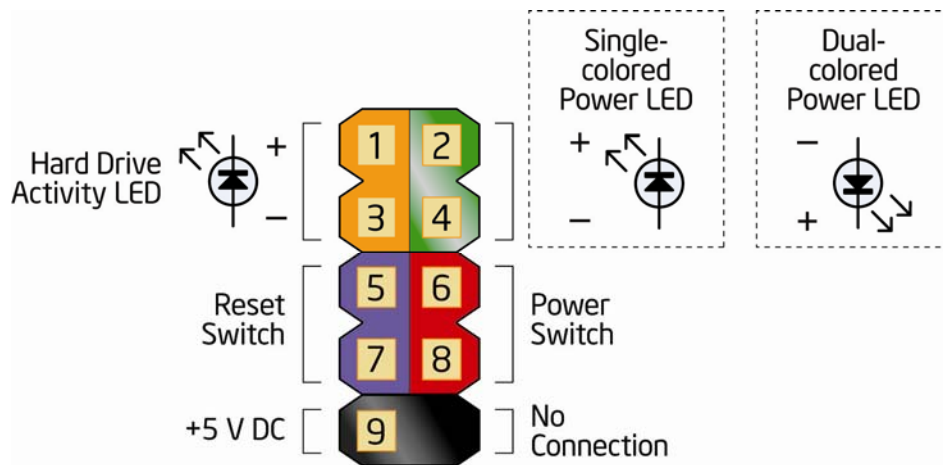 Single-
colored
Power LED
Dual-
colored
Power LED
Hard Drive
Activity LED
+
−
1 2
3 4
+
−
−
+
Reset
Switch
5 6
7 8
Power
Switch
+5 V DC
9
No
Connection